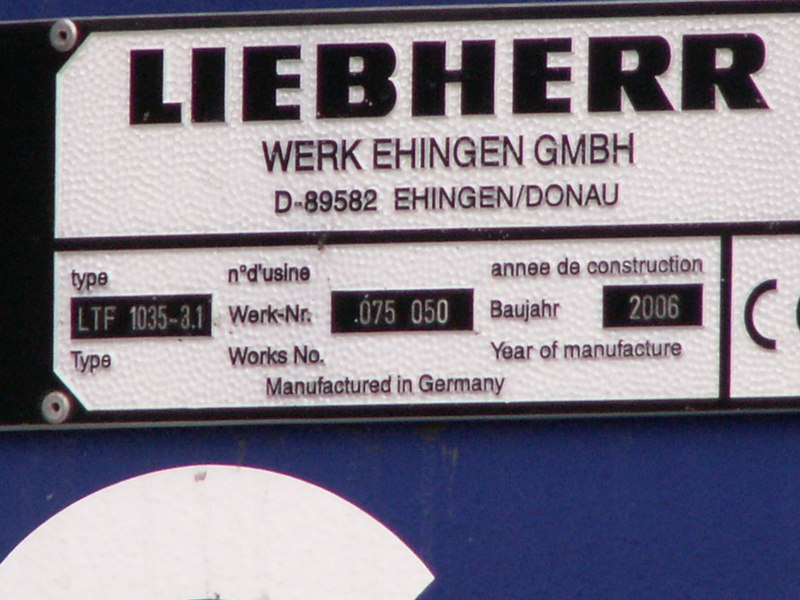 LIEBHERR
WERK EHINGEN GMBH
D-89582 EHINGEN/DONAU
type n°d'usine annee de construction
LTF 1035-3.1 Werk-Nr. 075 050 Baujahr 2006
Type Works No. Year of manufacture
Manufactured in Germany